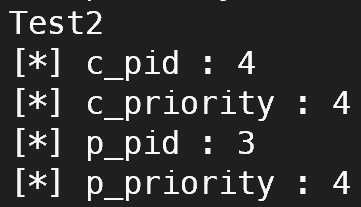 Test2
[*] c_pid : 4
[*] c_priority : 4
[*] p_pid : 3
[*] p_priority : 4